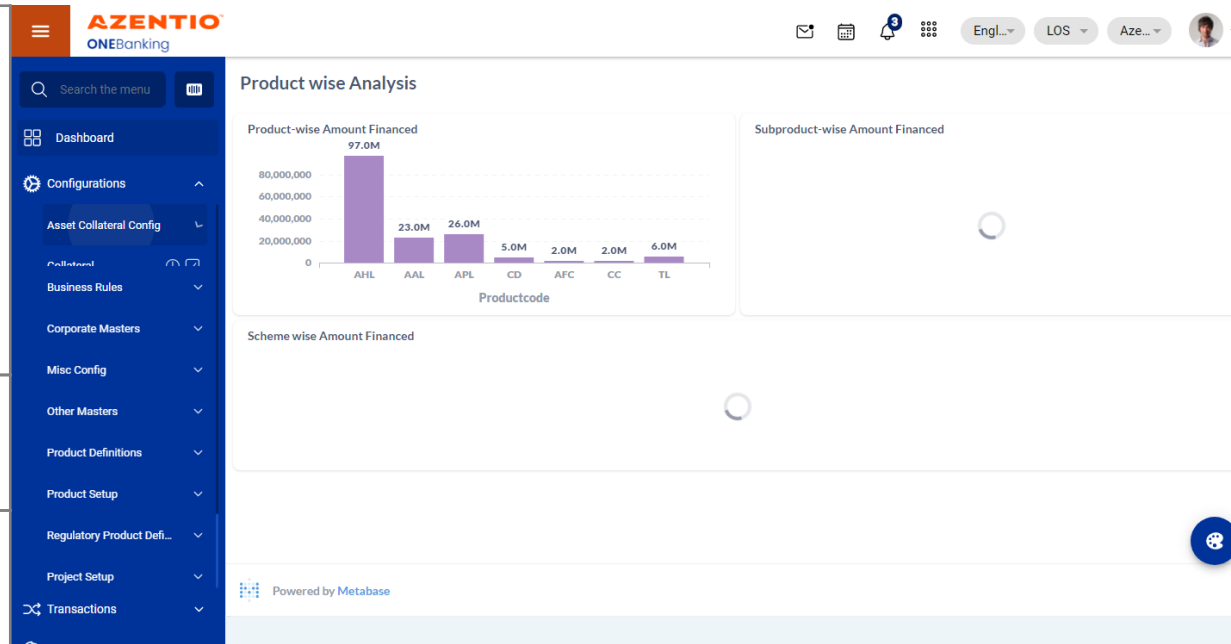 AZENTIO
ONEBanking
3
Engl...
LOS
Aze...
Search the menu
Dashboard
Configurations
Asset Collateral Config
Collateral
Business Rules
Corporate Masters
Misc Config
Other Masters
Product Definitions
Product Setup
Regulatory Product Defi...
Project Setup
Transactions
Product wise Analysis
Product-wise Amount Financed
97.0M
80,000,000
60,000,000
40,000,000
20,000,000
0
23.0M
26.0M
5.0M
2.0M
2.0M
6.0M
AHL AAL APL CD AFC CC TL
Productcode
Subproduct-wise Amount Financed
Scheme wise Amount Financed
Powered by Metabase